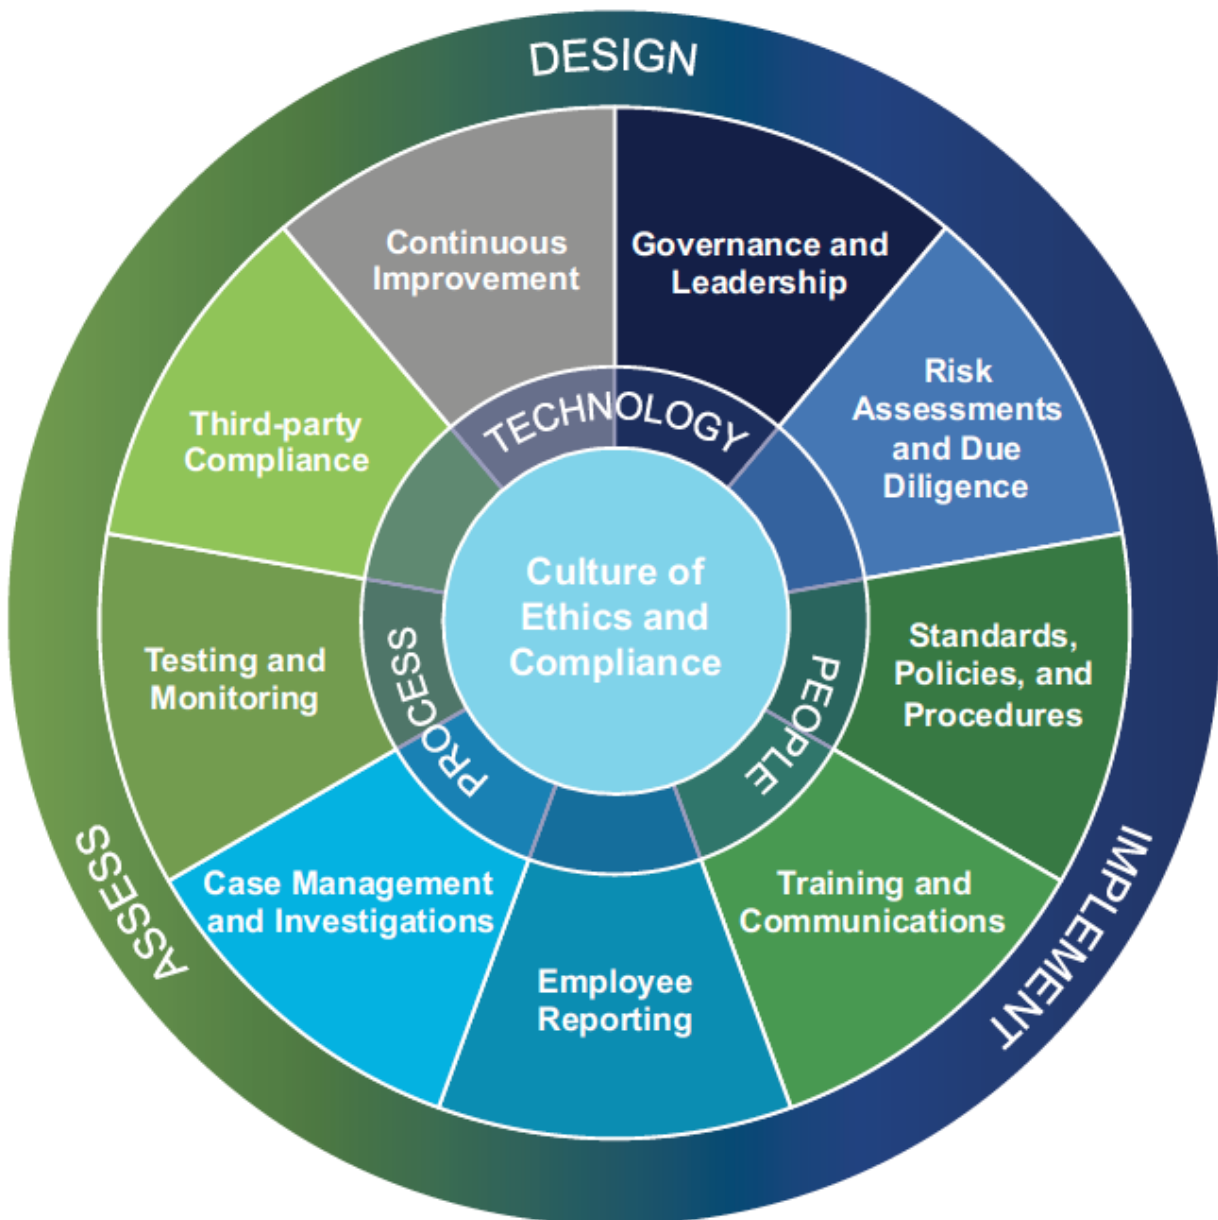 DESIGN
Continuous
Improvement
Governance and
Leadership
Risk
Assessments
and Due
Diligence
Third-party
Compliance
TECHNOLOGY
Culture of
Ethics and
Compliance
Standards,
Policies, and
Procedures
Testing and
Monitoring
PROCESS
PEOPLE
Case Management
and Investigations
Training and
Communications
Employee
Reporting
ASSESS
IMPLEMENT